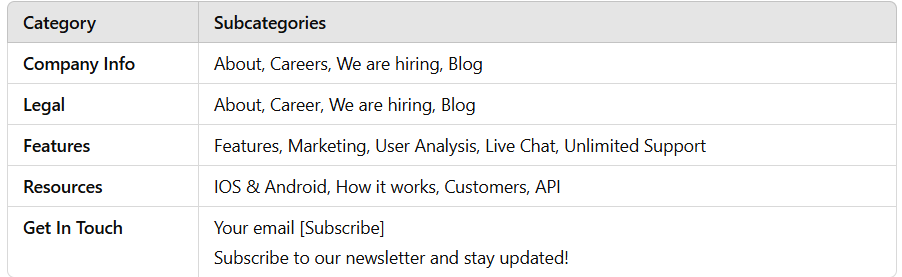 Category Subcategories
Company Info About, Careers, We are hiring, Blog
Legal About, Career, We are hiring, Blog
Features Features, Marketing, User Analysis, Live Chat, Unlimited Support
Resources IOS & Android, How it works, Customers, API
Get In Touch Your email [Subscribe]
Subscribe to our newsletter and stay updated!